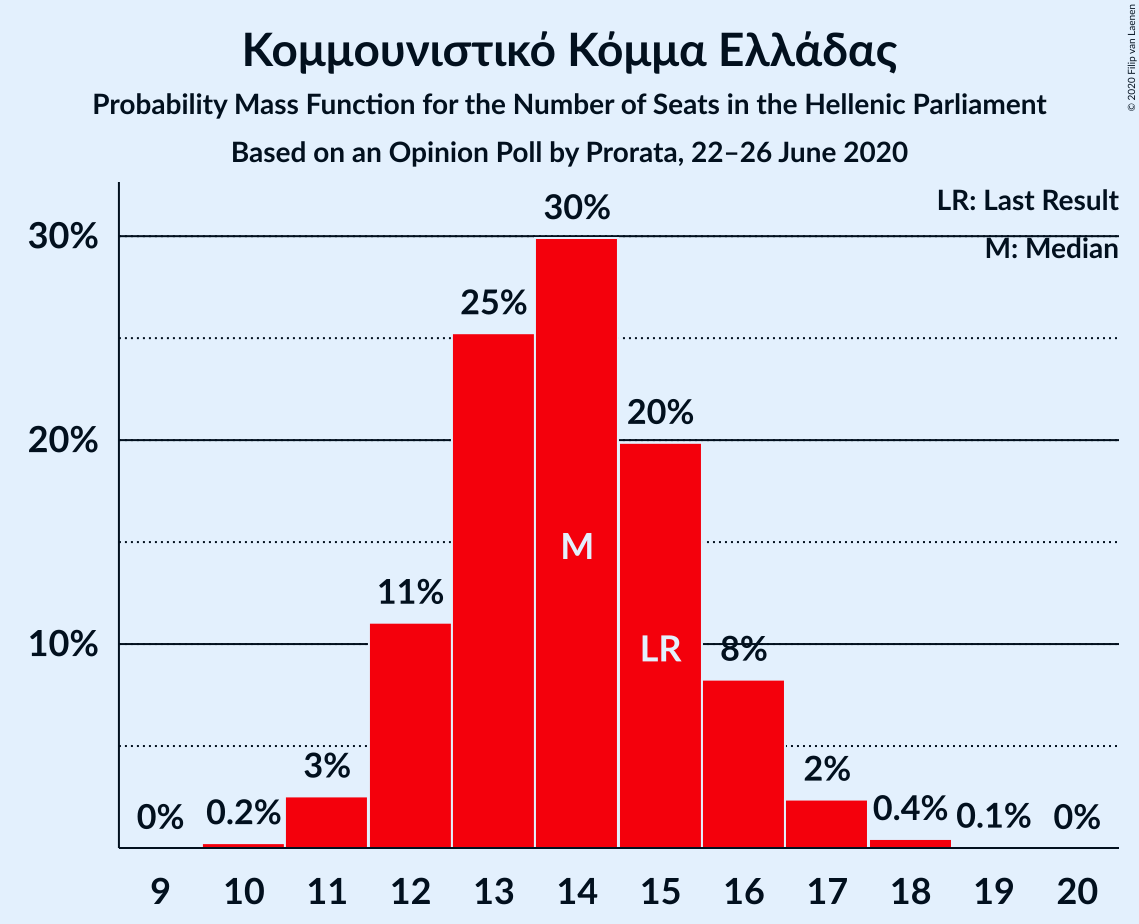 Κομμουνιστικό Κόμμα Ελλάδας
Probability Mass Function for the Number of Seats in the Hellenic Parliament
Based on an Opinion Poll by Prorata, 22–26 June 2020
© 2020 Filip van Laenen
LR: Last Result
M: Median
30%
20%
10%
0%
0.2%
3%
11%
25%
30%
20%
8%
2%
0.4%
0.1%
0%
M
LR
9 10 11 12 13 14 15 16 17 18 19 20